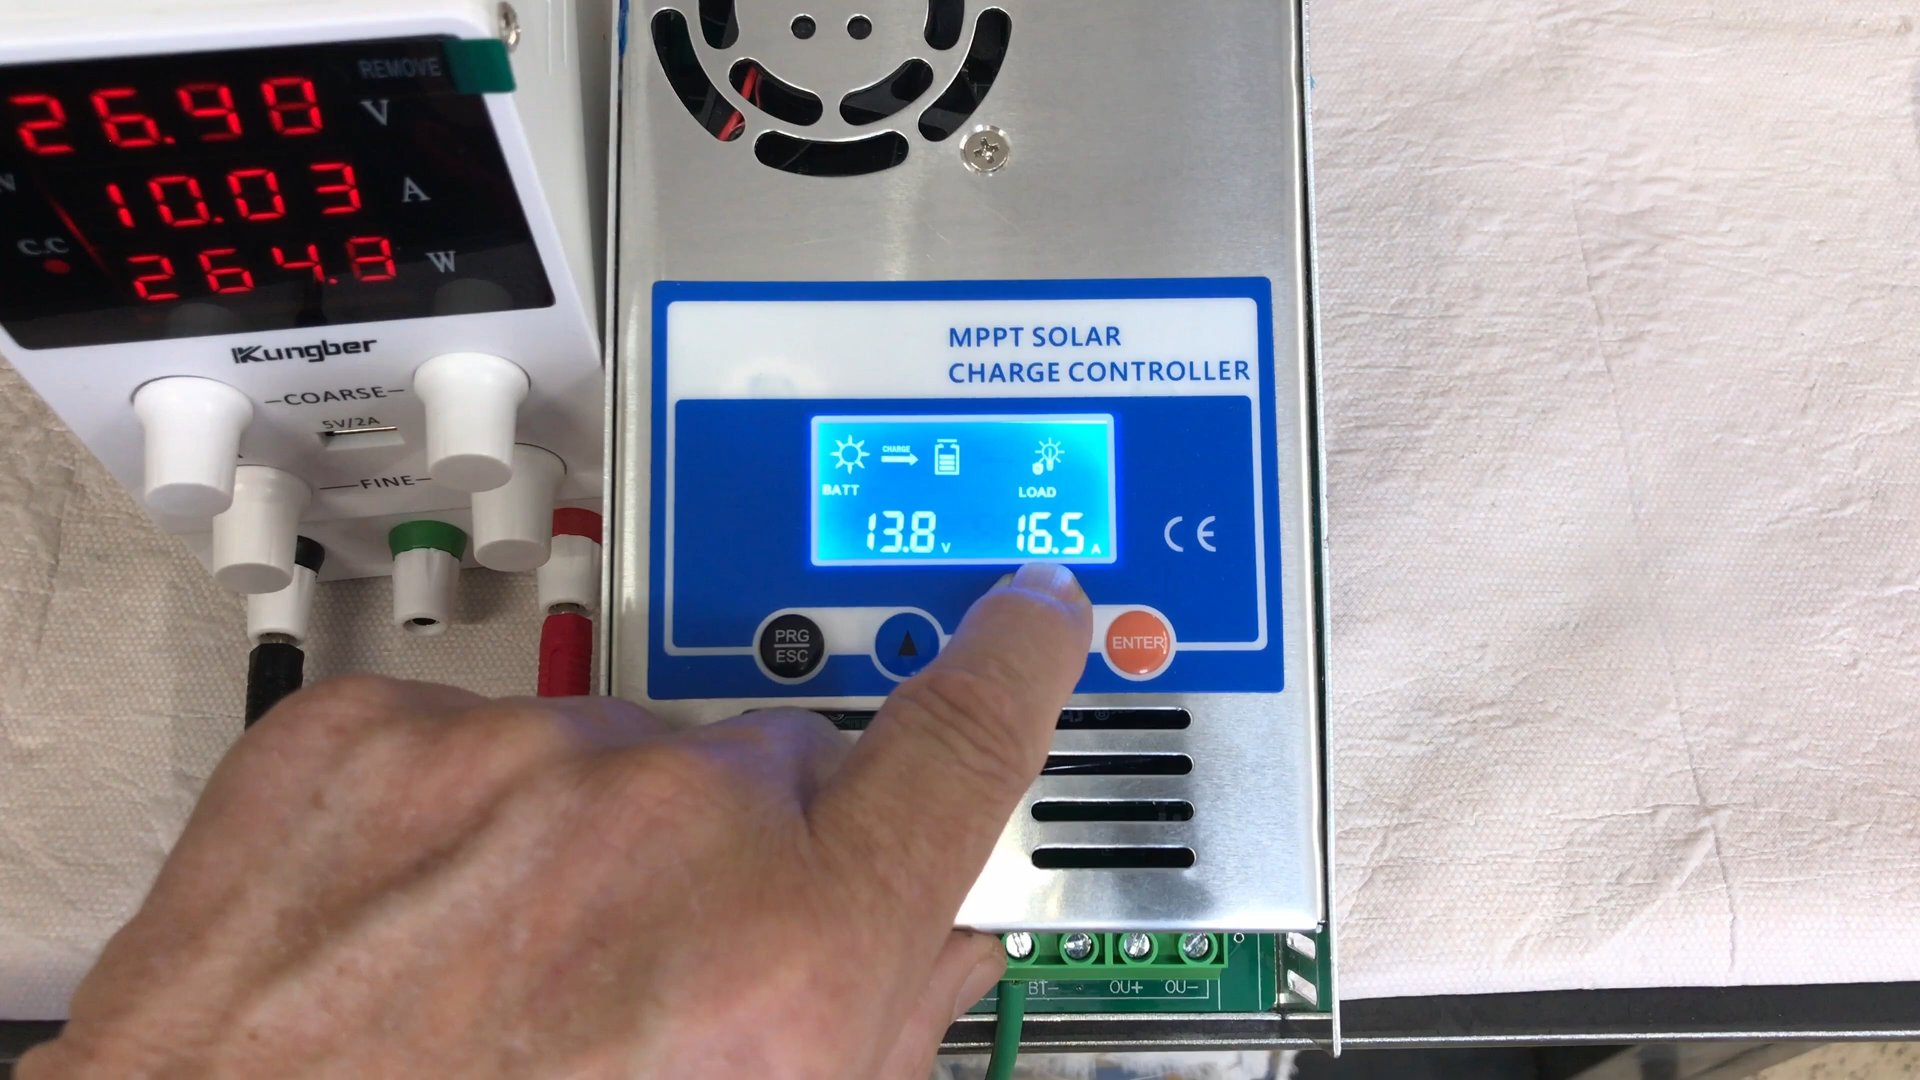 REMOVE
26.98 V
10.03 A
C.C
264.8 W
Kungber
COARSE
5V/2A
FINE
MPPT SOLAR
CHARGE CONTROLLER
CHARGE
BATT
LOAD
13.8 V
16.5 A
CE
PRG
ESC
ENTER
BT-
OU+
OU-